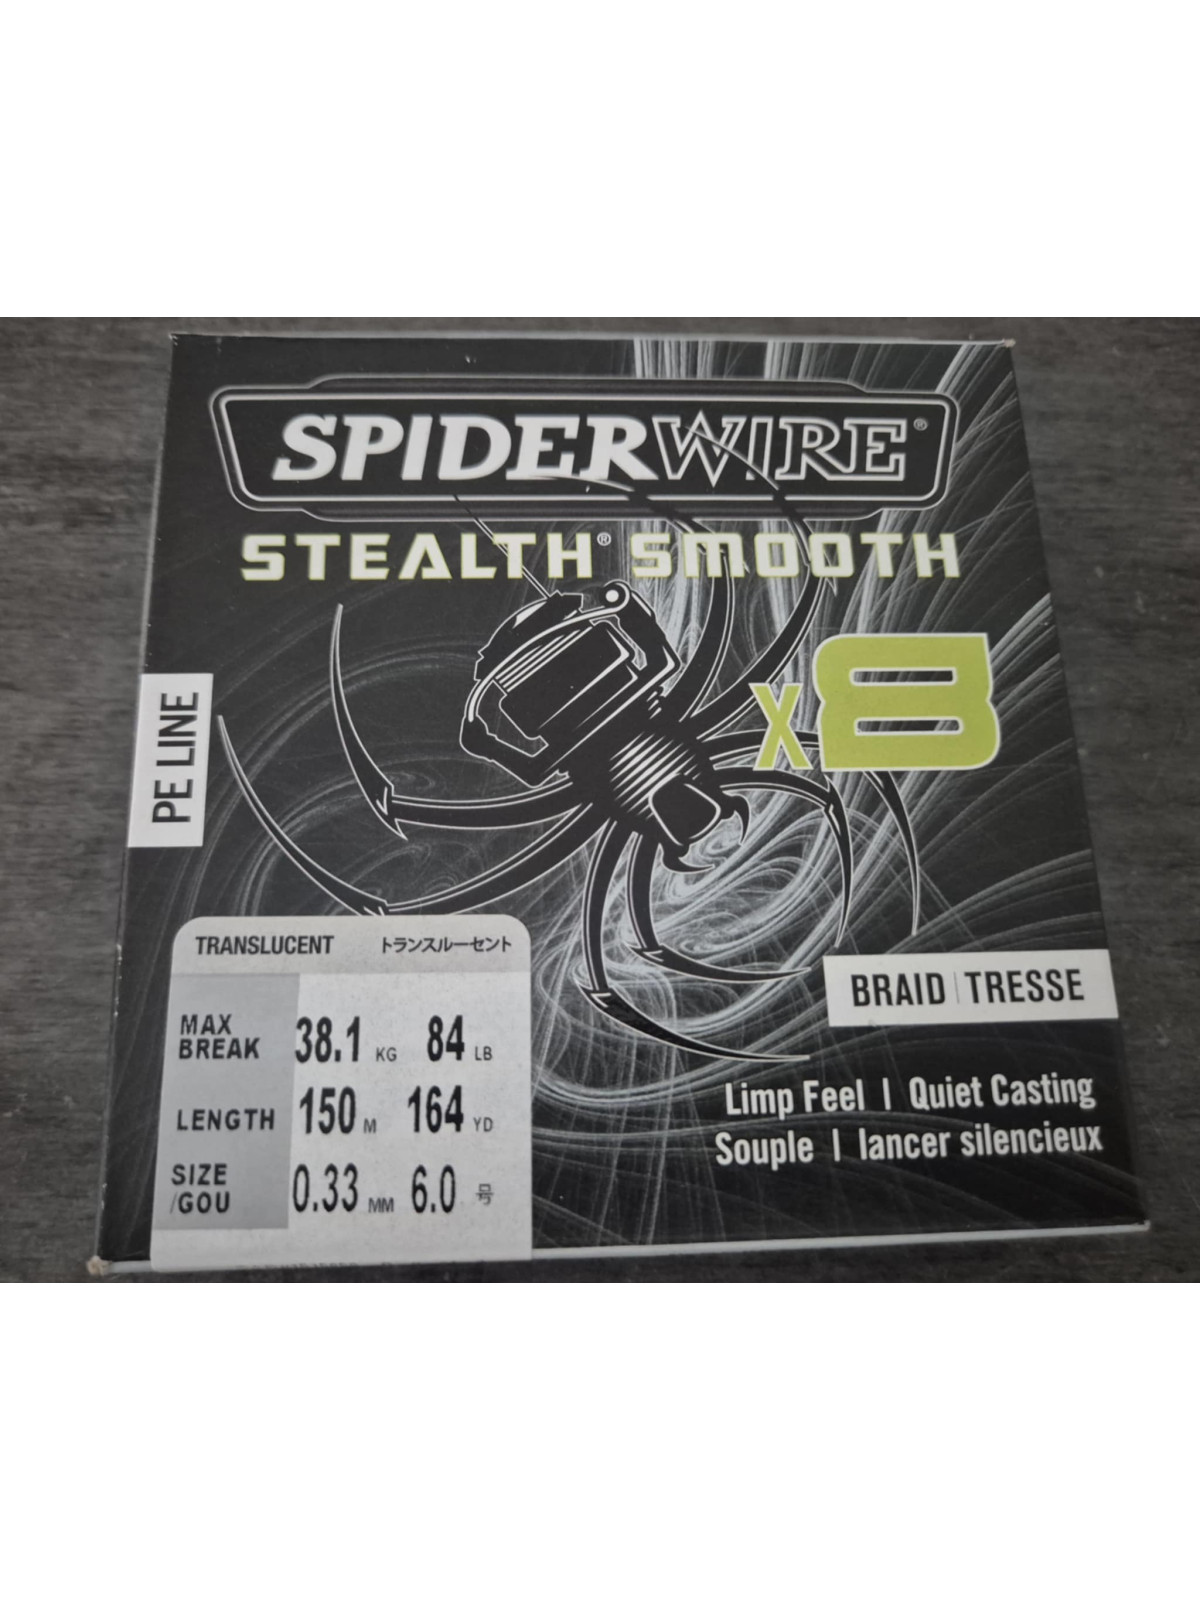 SPIDERWIRE®
STEALTH® SMOOTH
x8
PE LINE
TRANSLUCENT トランスルーセント
MAX BREAK 38.1 KG 84 LB
LENGTH 150 M 164 YD
SIZE /GOU 0.33 MM 6.0 号
BRAID | TRESSE
Limp Feel | Quiet Casting
Souple | lancer silencieux